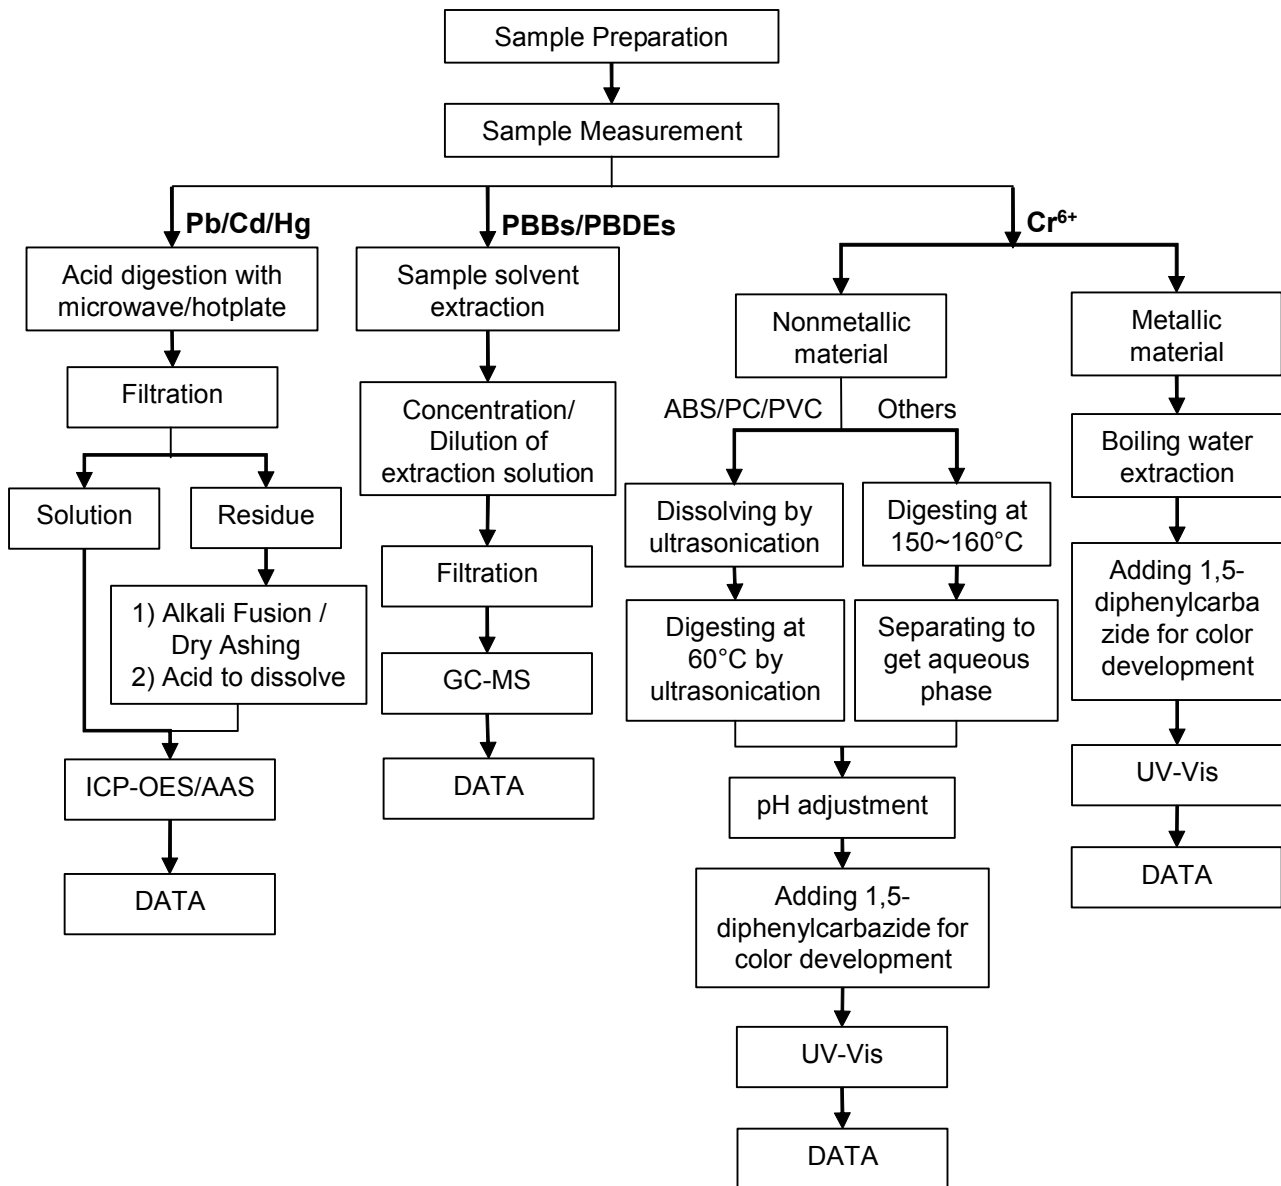 Sample Preparation
Sample Measurement
Pb/Cd/Hg
PBBs/PBDEs
Cr⁶⁺
Acid digestion with
microwave/hotplate
Filtration
Solution
Residue
1) Alkali Fusion /
Dry Ashing
2) Acid to dissolve
ICP-OES/AAS
DATA
Sample solvent
extraction
Concentration/
Dilution of
extraction solution
Filtration
GC-MS
DATA
Nonmetallic
material
ABS/PC/PVC
Others
Dissolving by
ultrasonication
Digesting at
60°C by
ultrasonication
Digesting at
150~160°C
Separating to
get aqueous
phase
pH adjustment
Adding 1,5-
diphenylcarbazide for
color development
UV-Vis
DATA
Metallic
material
Boiling water
extraction
Adding 1,5-
diphenylcarba
zide for color
development
UV-Vis
DATA